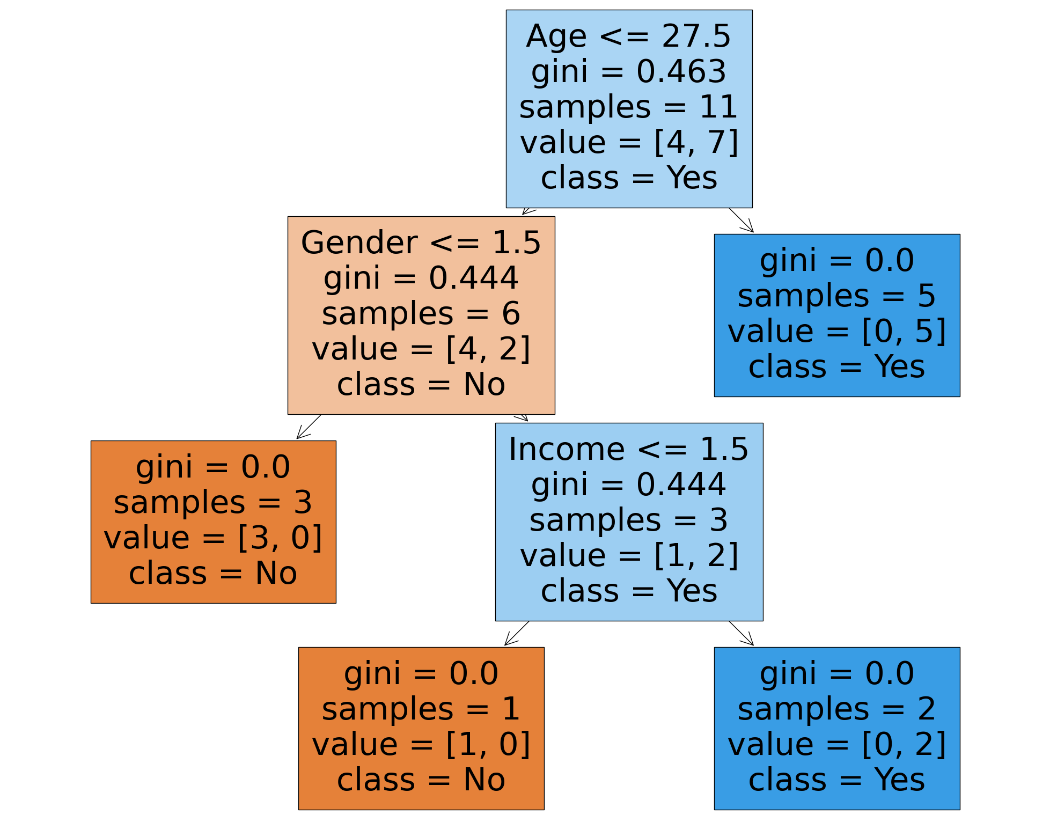 Age <= 27.5
gini = 0.463
samples = 11
value = [4, 7]
class = Yes
Gender <= 1.5
gini = 0.444
samples = 6
value = [4, 2]
class = No
gini = 0.0
samples = 5
value = [0, 5]
class = Yes
gini = 0.0
samples = 3
value = [3, 0]
class = No
Income <= 1.5
gini = 0.444
samples = 3
value = [1, 2]
class = Yes
gini = 0.0
samples = 1
value = [1, 0]
class = No
gini = 0.0
samples = 2
value = [0, 2]
class = Yes